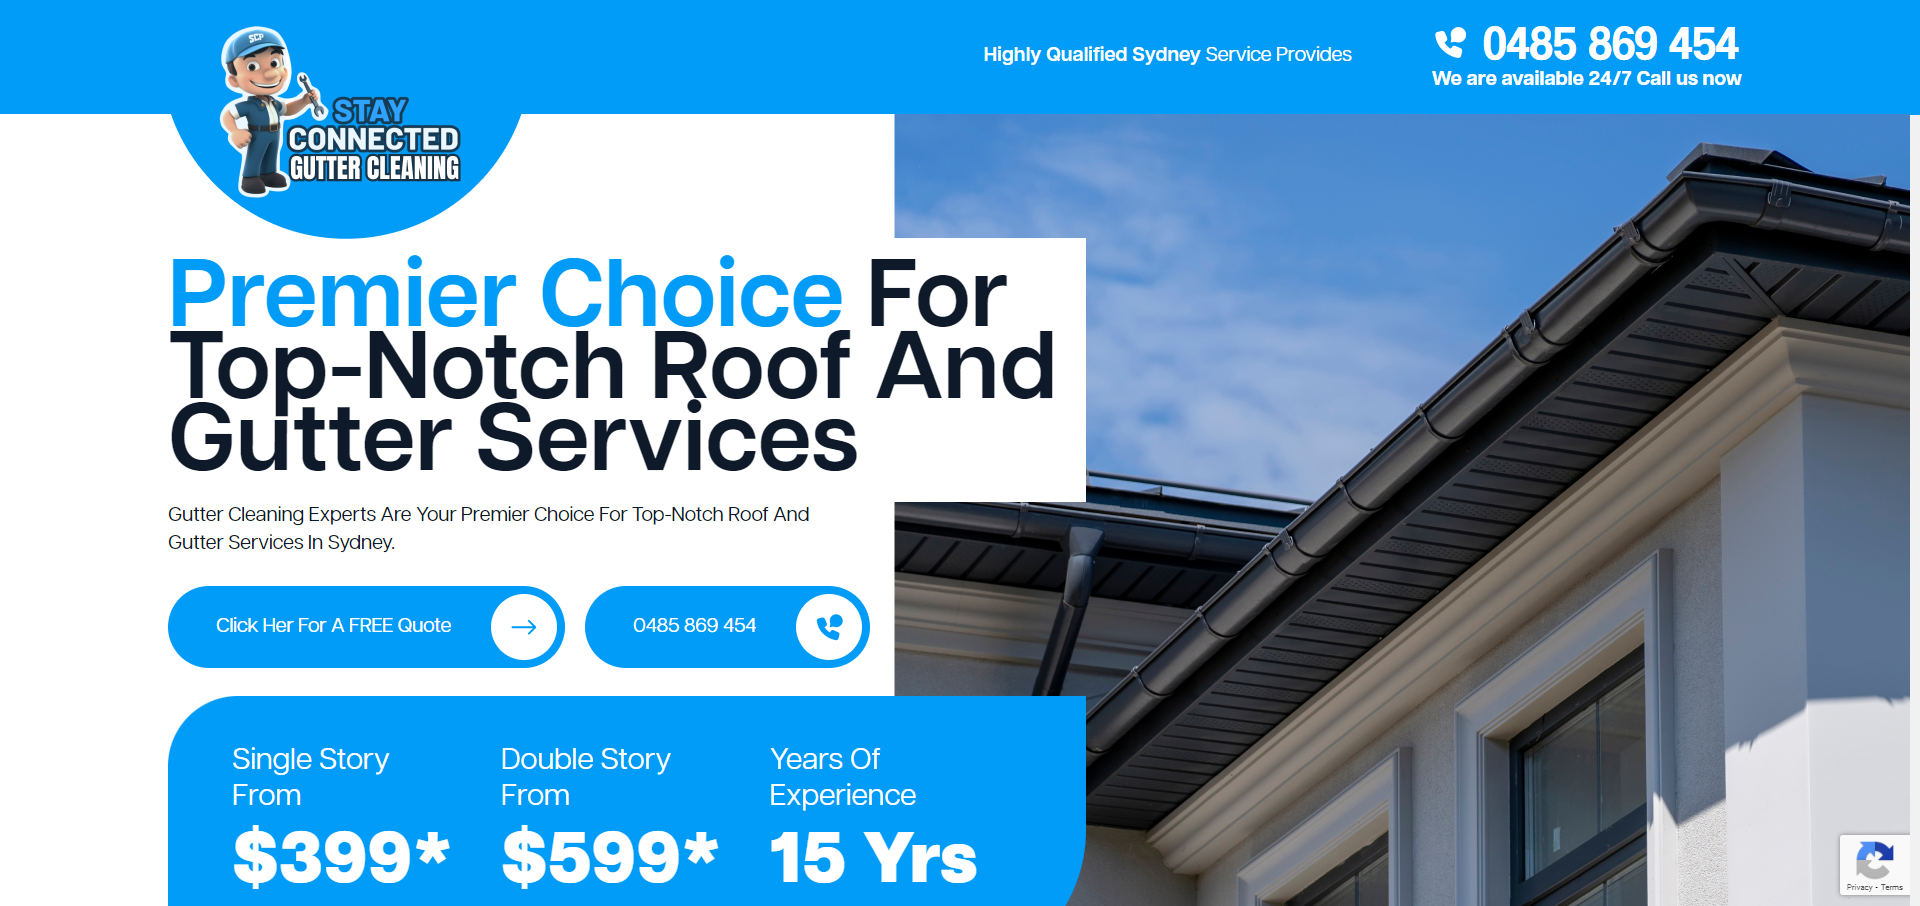 SCP
STAY
CONNECTED
GUTTER CLEANING
Highly Qualified Sydney Service Provides
0485 869 454
We are available 24/7 Call us now
Premier Choice For
Top-Notch Roof And
Gutter Services
Gutter Cleaning Experts Are Your Premier Choice For Top-Notch Roof And
Gutter Services In Sydney.
Click Her For A FREE Quote
0485 869 454
Single Story
From
$399*
Double Story
From
$599*
Years Of
Experience
15 Yrs
Privacy - Terms